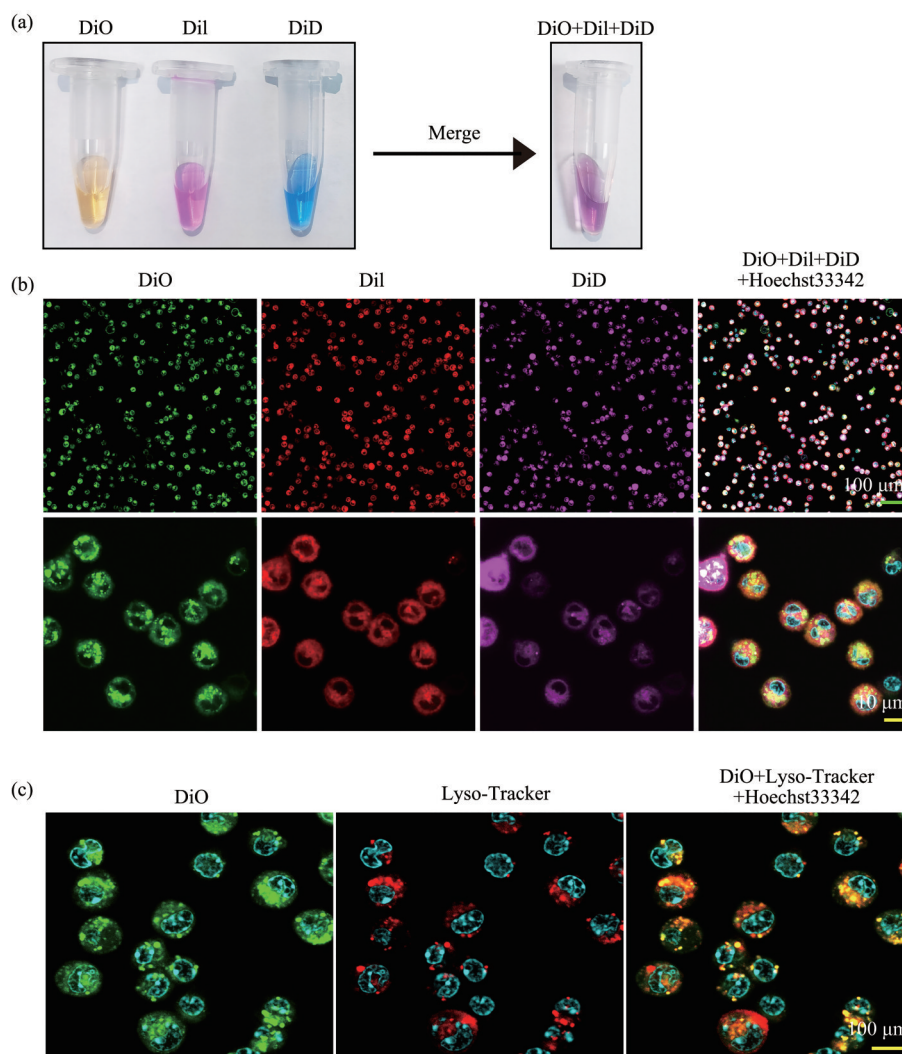 (a)
DiO
Dil
DiD
DiO+Dil+DiD
Merge
(b)
DiO
Dil
DiD
DiO+Dil+DiD
+Hoechst33342
100 μm
10 μm
(c)
DiO
Lyso-Tracker
DiO+Lyso-Tracker
+Hoechst33342
100 μm